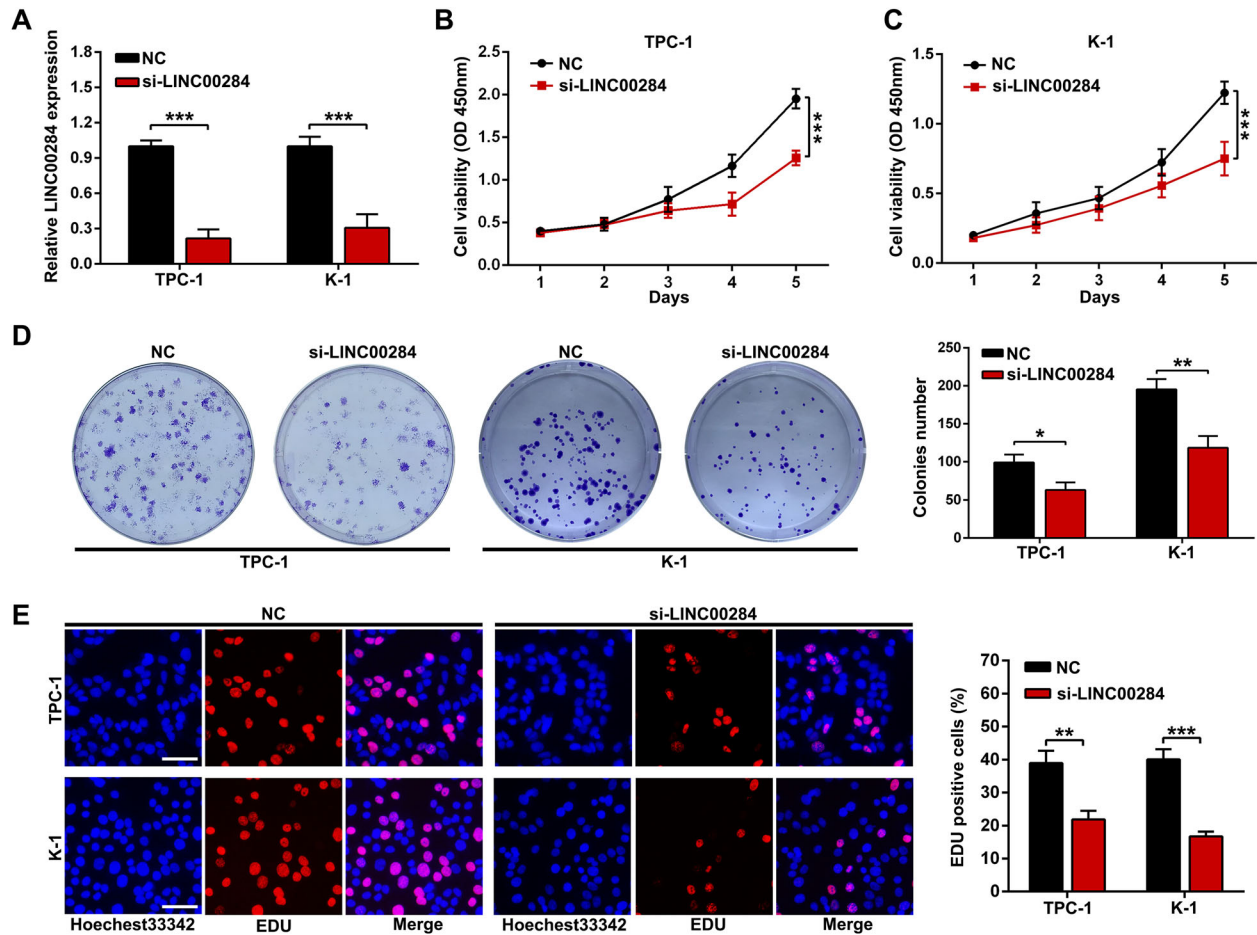 A
NC
si-LINC00284
Relative LINC00284 expression
1.8
1.5
1.2
0.9
0.6
0.3
0.0
***
***
TPC-1
K-1
B
TPC-1
NC
si-LINC00284
Cell viability (OD 450nm)
2.5
2.0
1.5
1.0
0.5
0.0
***
1
2
3
4
5
Days
C
K-1
NC
si-LINC00284
Cell viability (OD 450nm)
1.5
1.0
0.5
0.0
***
1
2
3
4
5
Days
D
NC
si-LINC00284
NC
si-LINC00284
TPC-1
K-1
NC
si-LINC00284
Colonies number
250
200
150
100
50
0
*
**
TPC-1
K-1
E
NC
si-LINC00284
TPC-1
K-1
Hoechest33342
EDU
Merge
Hoechest33342
EDU
Merge
NC
si-LINC00284
EDU positive cells (%)
70
60
50
40
30
20
10
0
**
***
TPC-1
K-1